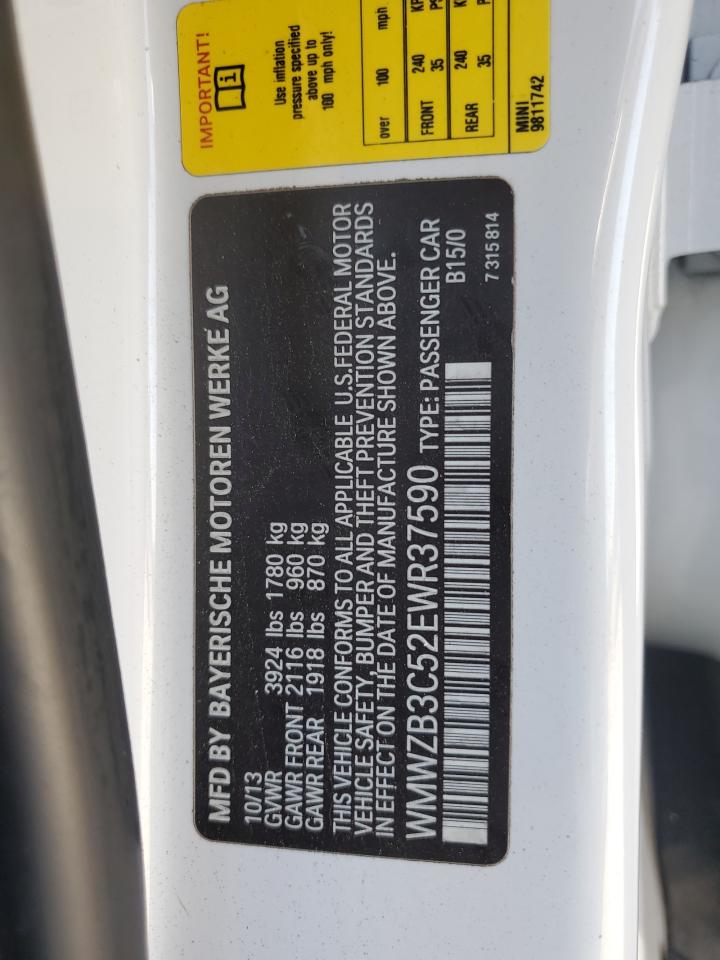 MFD BY BAYERISCHE MOTOREN WERKE AG
10/13
GVWR 3924 lbs 1780 kg
GAWR FRONT 2116 lbs 960 kg
GAWR REAR 1918 lbs 870 kg
THIS VEHICLE CONFORMS TO ALL APPLICABLE U.S.FEDERAL MOTOR
VEHICLE SAFETY, BUMPER AND THEFT PREVENTION STANDARDS
IN EFFECT ON THE DATE OF MANUFACTURE SHOWN ABOVE.
WMWZB3C52EWR37590 TYPE: PASSENGER CAR
B15/0
7 315 814
IMPORTANT!
i
Use inflation
pressure specified
above up to
100 mph only!
over 100 mph
FRONT 240
35
REAR 240
35
MINI
9811742